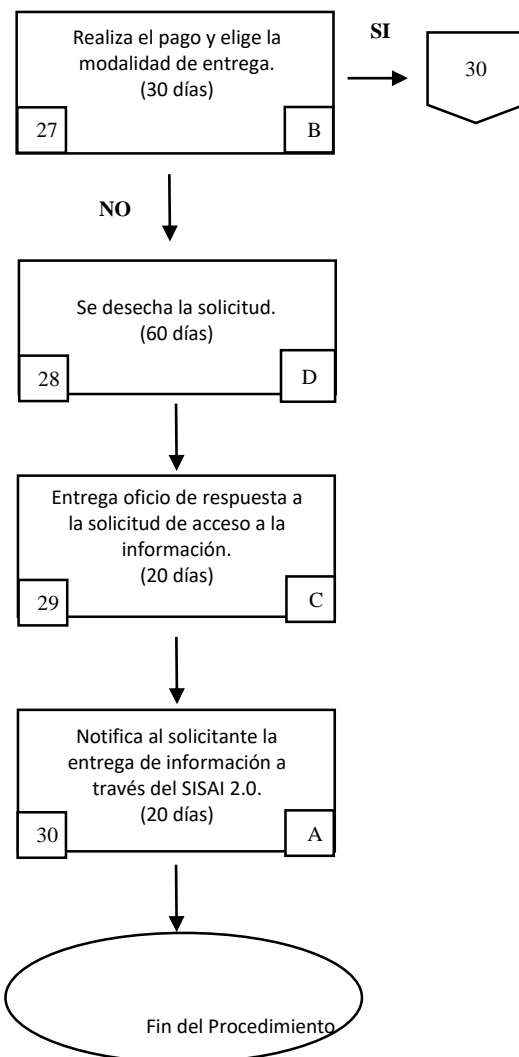 Realiza el pago y elige la
modalidad de entrega.
(30 días)
27
B
SI
30
NO
Se desecha la solicitud.
(60 días)
28
D
Entrega oficio de respuesta a
la solicitud de acceso a la
información.
(20 días)
29
C
Notifica al solicitante la
entrega de información a
través del SISAI 2.0.
(20 días)
30
A
Fin del Procedimiento